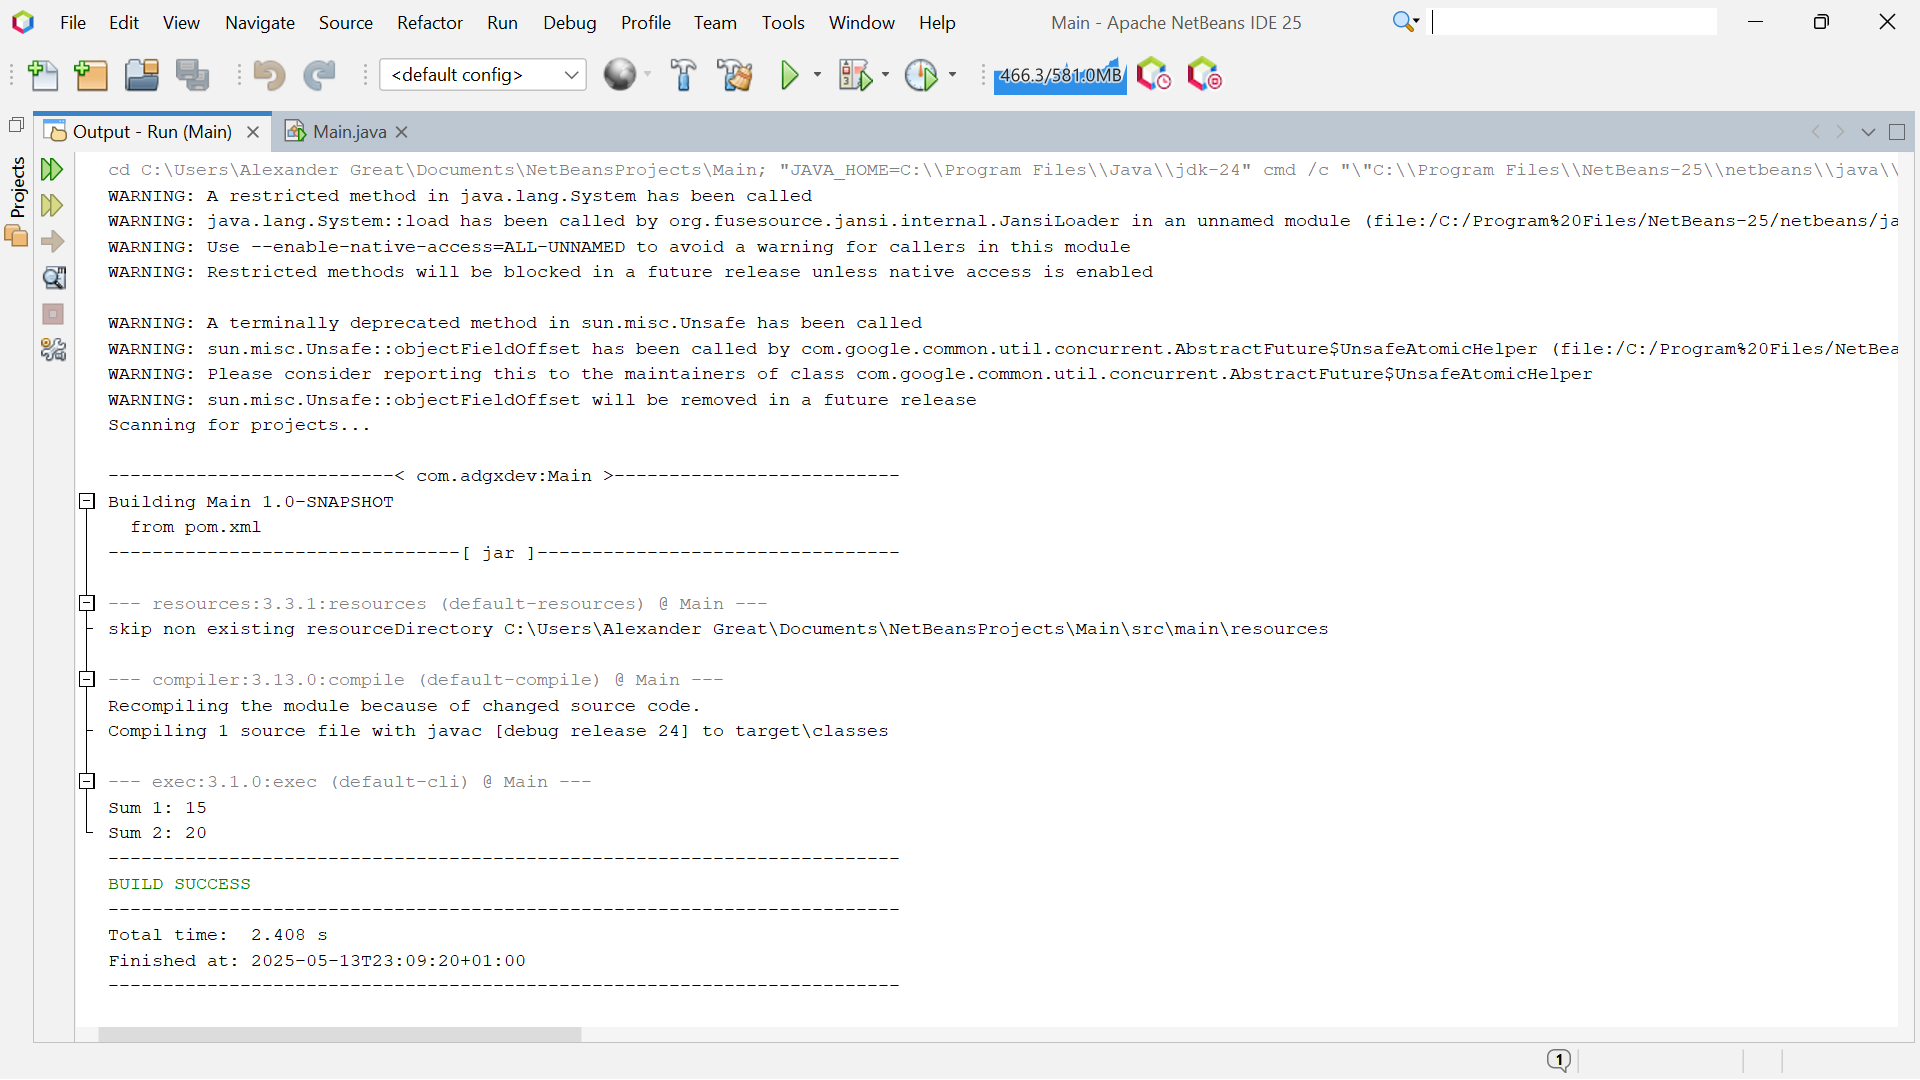 File Edit View Navigate Source Refactor Run Debug Profile Team Tools Window Help Main - Apache NetBeans IDE 25
<default config> 466.3/581.0MB
Output - Run (Main) Main.java
Projects
cd C:\Users\Alexander Great\Documents\NetBeansProjects\Main; "JAVA_HOME=C:\\Program Files\\Java\\jdk-24" cmd /c "\"C:\\Program Files\\NetBeans-25\\netbeans\\java\\
WARNING: A restricted method in java.lang.System has been called
WARNING: java.lang.System::load has been called by org.fusesource.jansi.internal.JansiLoader in an unnamed module (file:/C:/Program%20Files/NetBeans-25/netbeans/ja
WARNING: Use --enable-native-access=ALL-UNNAMED to avoid a warning for callers in this module
WARNING: Restricted methods will be blocked in a future release unless native access is enabled
WARNING: A terminally deprecated method in sun.misc.Unsafe has been called
WARNING: sun.misc.Unsafe::objectFieldOffset has been called by com.google.common.util.concurrent.AbstractFuture$UnsafeAtomicHelper (file:/C:/Program%20Files/NetBea
WARNING: Please consider reporting this to the maintainers of class com.google.common.util.concurrent.AbstractFuture$UnsafeAtomicHelper
WARNING: sun.misc.Unsafe::objectFieldOffset will be removed in a future release
Scanning for projects...
--------------------------< com.adgxdev:Main >--------------------------
Building Main 1.0-SNAPSHOT
from pom.xml
--------------------------------[ jar ]---------------------------------
--- resources:3.3.1:resources (default-resources) @ Main ---
skip non existing resourceDirectory C:\Users\Alexander Great\Documents\NetBeansProjects\Main\src\main\resources
--- compiler:3.13.0:compile (default-compile) @ Main ---
Recompiling the module because of changed source code.
Compiling 1 source file with javac [debug release 24] to target\classes
--- exec:3.1.0:exec (default-cli) @ Main ---
Sum 1: 15
Sum 2: 20
------------------------------------------------------------------------
BUILD SUCCESS
------------------------------------------------------------------------
Total time:  2.408 s
Finished at: 2025-05-13T23:09:20+01:00
------------------------------------------------------------------------
1